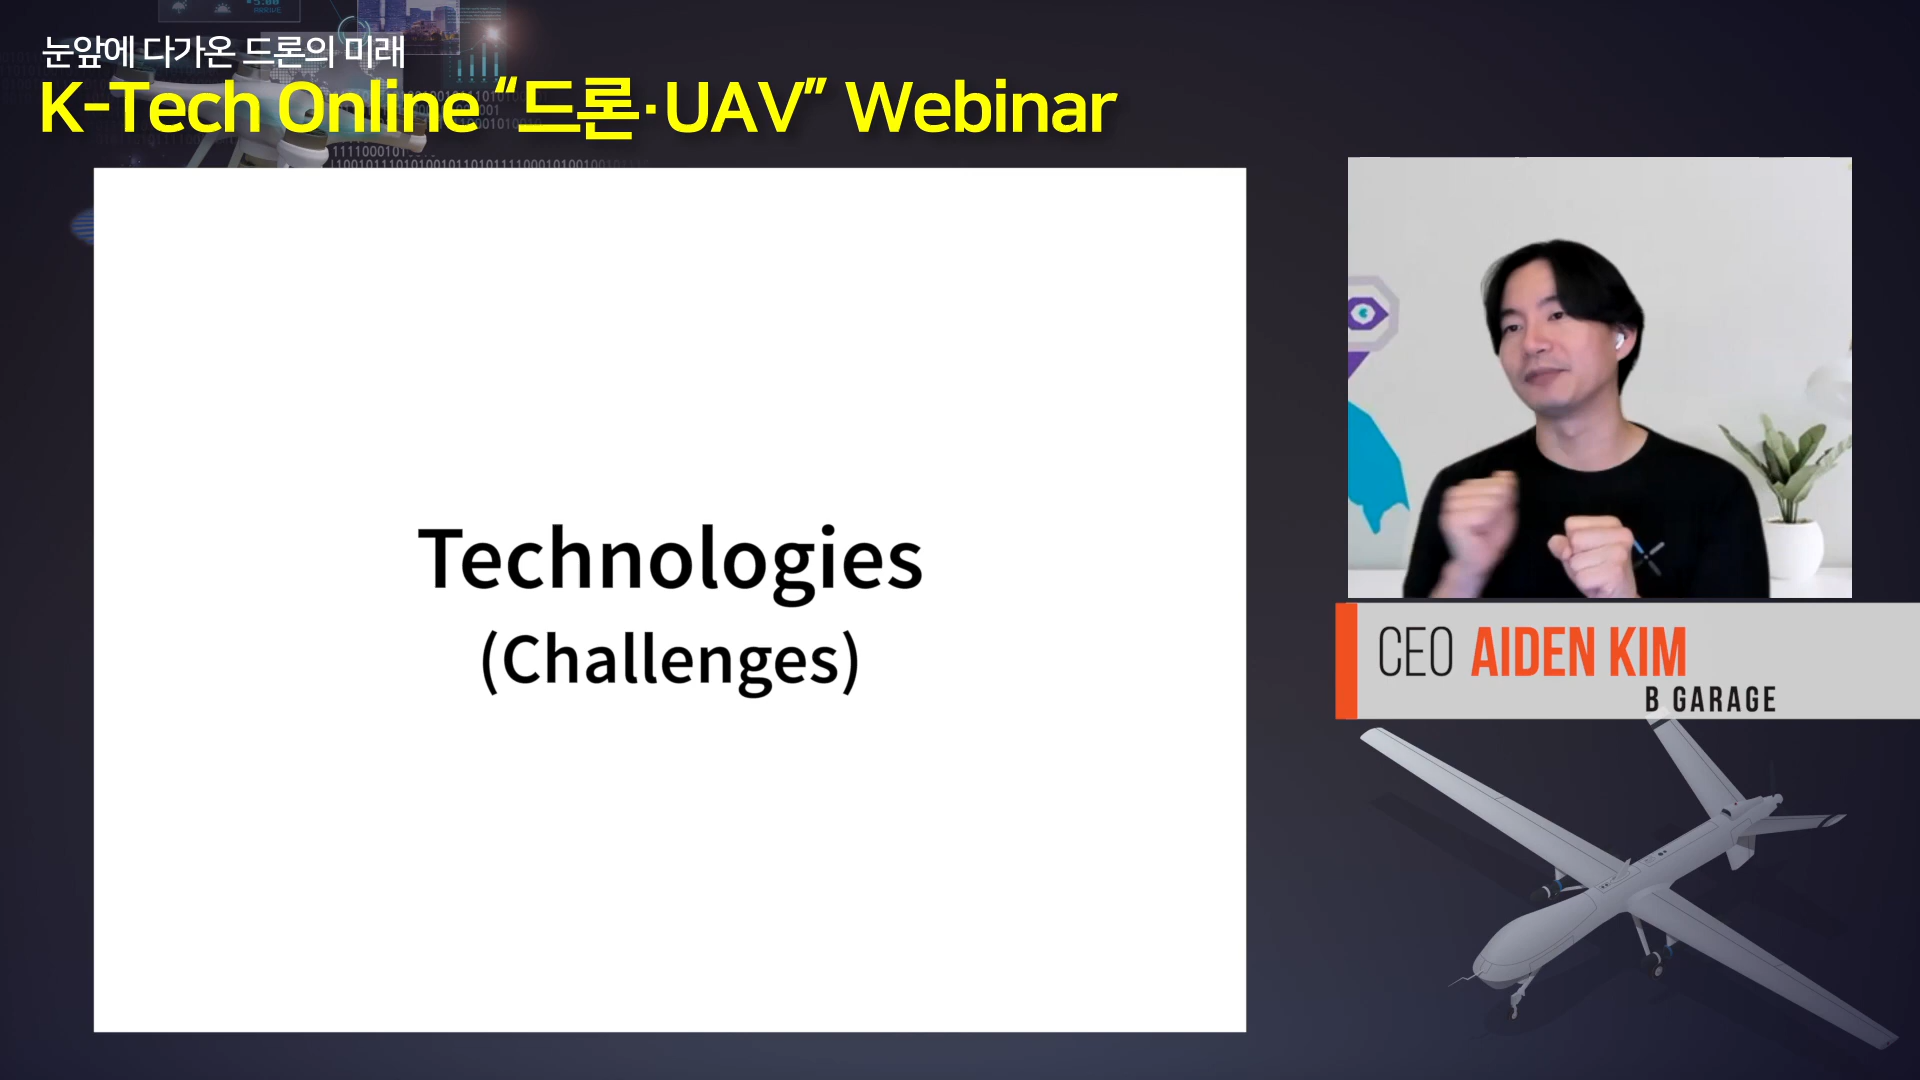 눈앞에 다가온 드론의 미래
K-Tech Online “드론·UAV” Webinar
Technologies
(Challenges)
CEO AIDEN KIM
B GARAGE